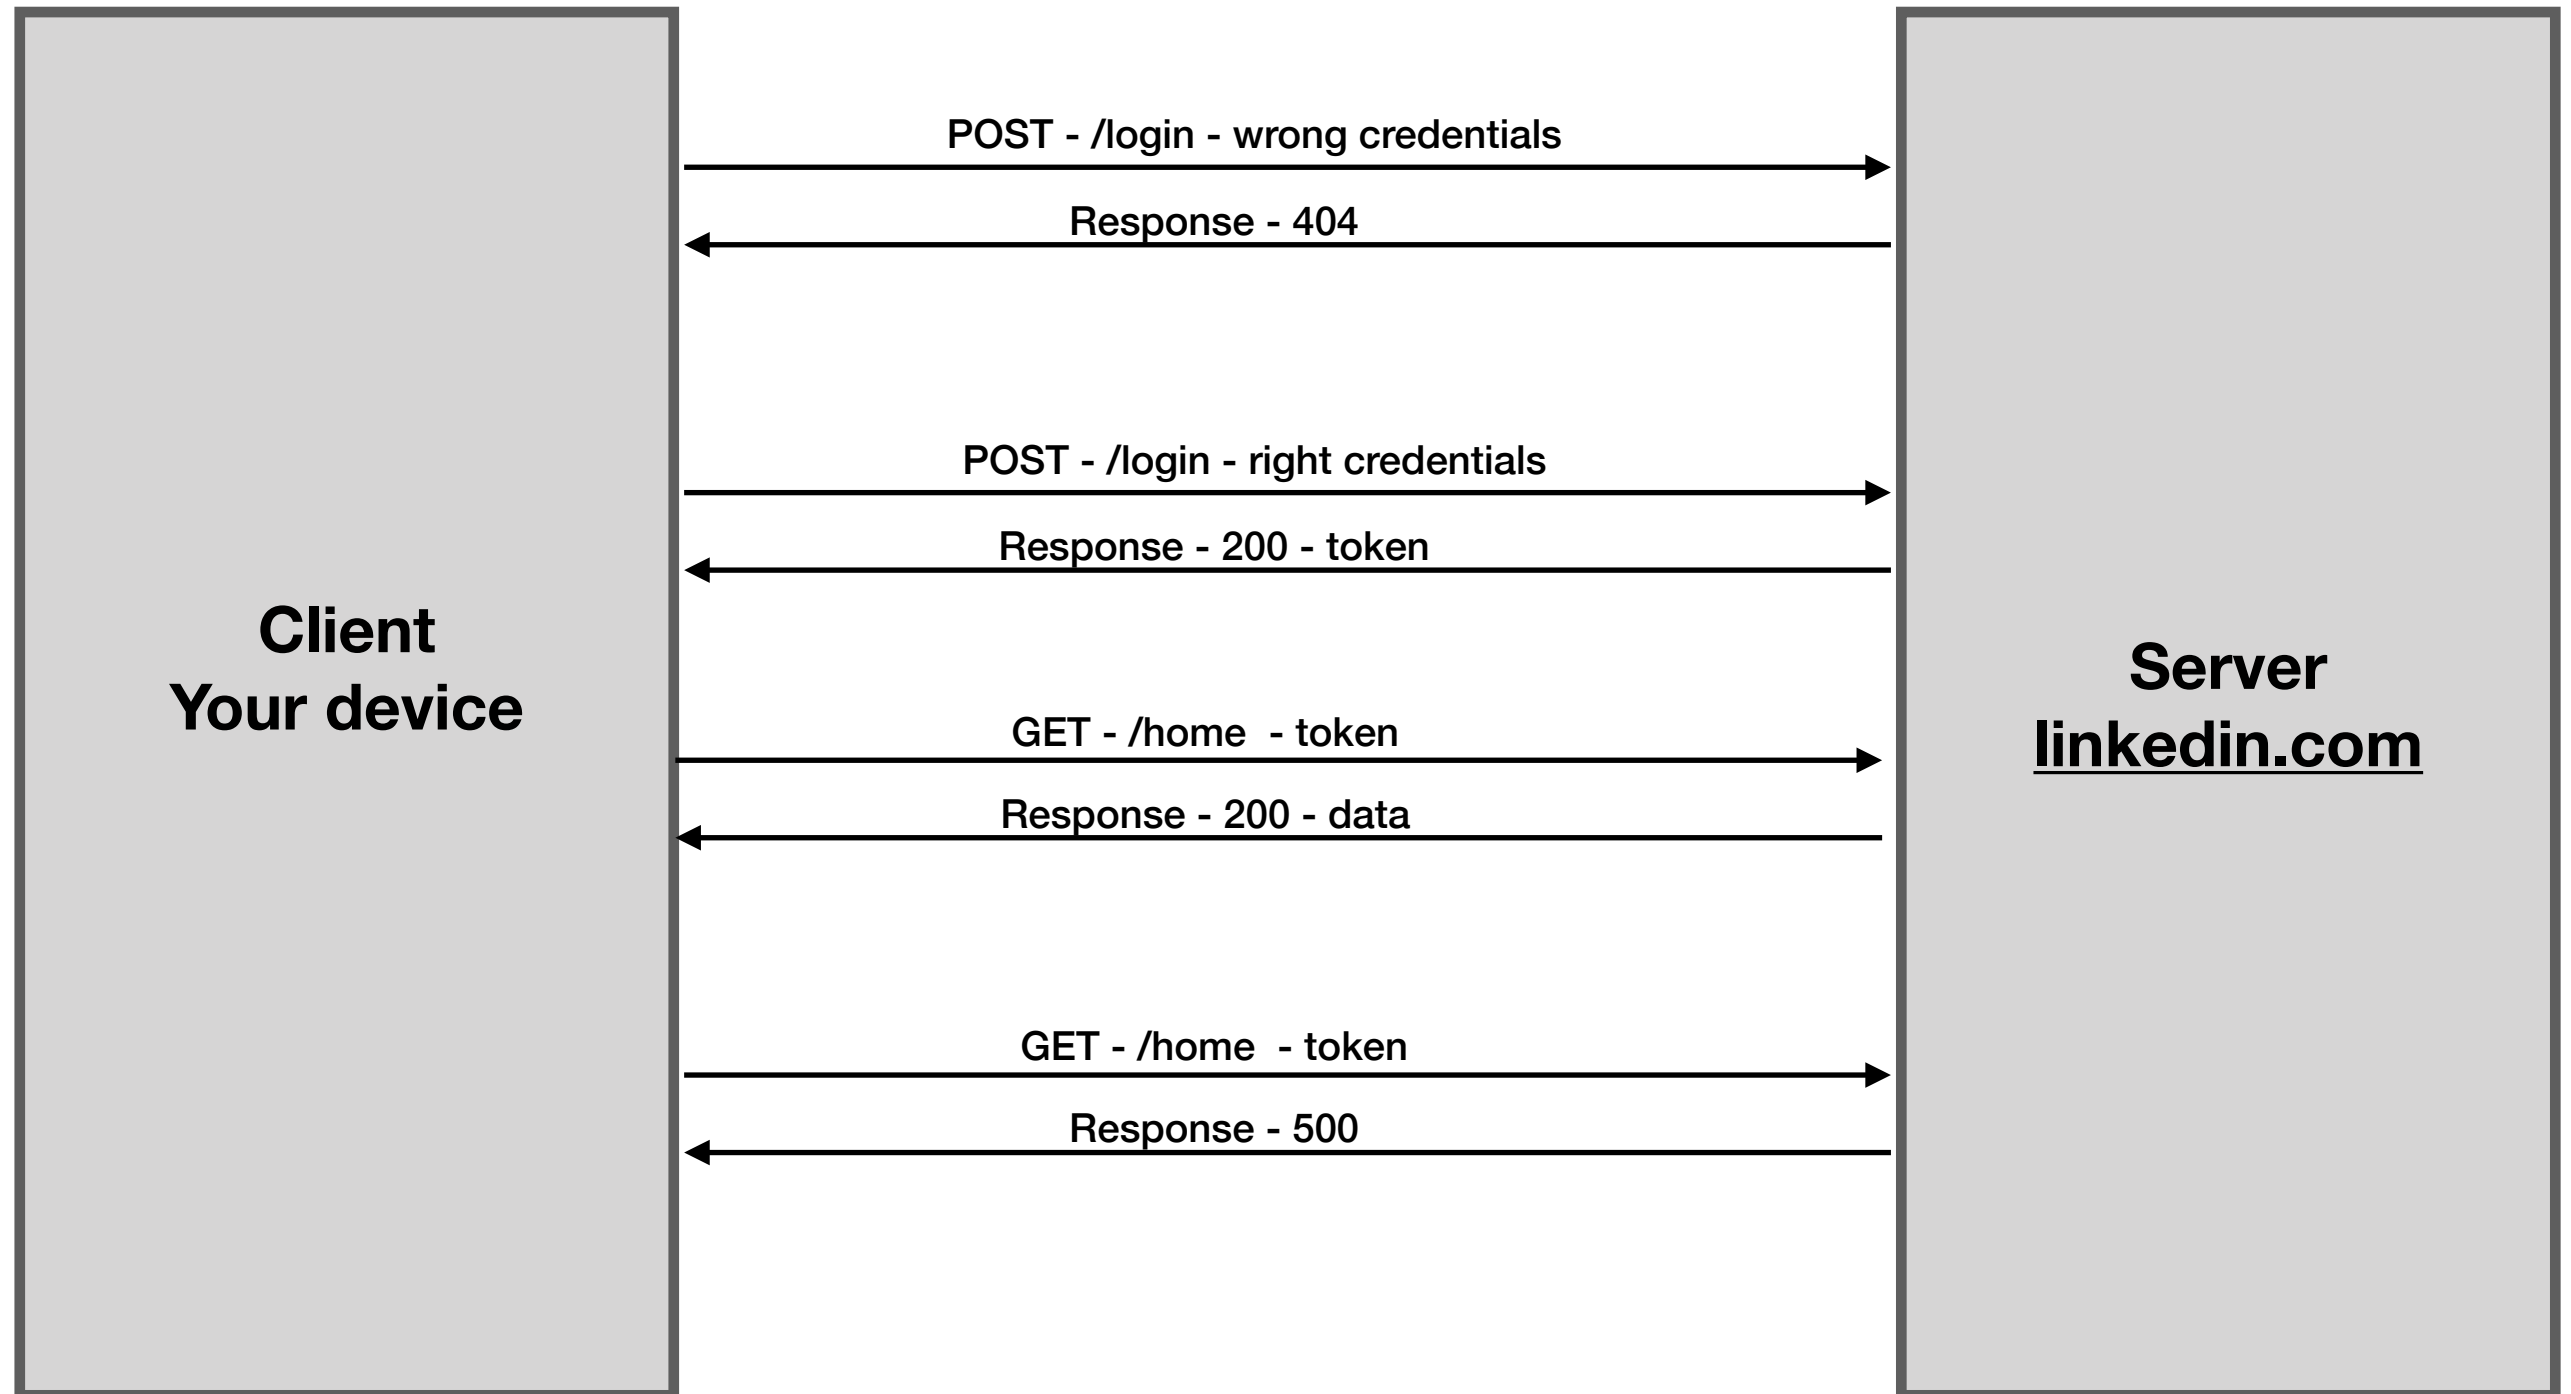 Client
Your device
POST - /login - wrong credentials
Response - 404
POST - /login - right credentials
Response - 200 - token
GET - /home  - token
Response - 200 - data
GET - /home  - token
Response - 500
Server
linkedin.com